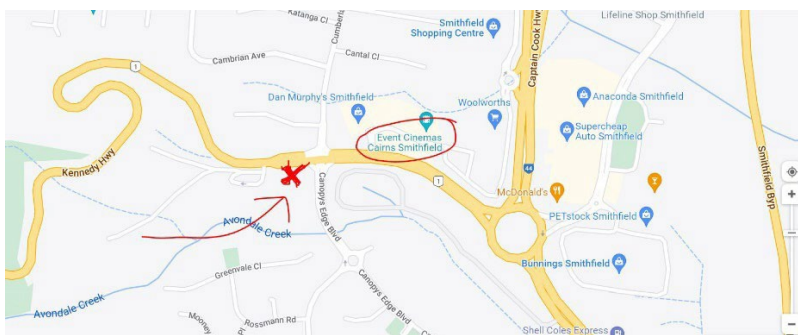 Katanga Cl
Cumberl
Smithfield
Shopping Centre
Captain Cook Hwy
Lifeline Shop Smithfield
1
Cambrian Ave
Cantal Cl
Dan Murphy's Smithfield
Woolworths
Anaconda Smithfield
Event Cinemas
Cairns Smithfield
Supercheap
Auto Smithfield
Kennedy Hwy
44
1
Smithfield Byp
McDonald's
Canopys Edge Blvd
PETstock Smithfield
Avondale Creek
Bunnings Smithfield
Greenvale Cl
Canopys Edge Blvd
Avondale Creek
Mooney
Rossmann Rd
Shell Coles Express